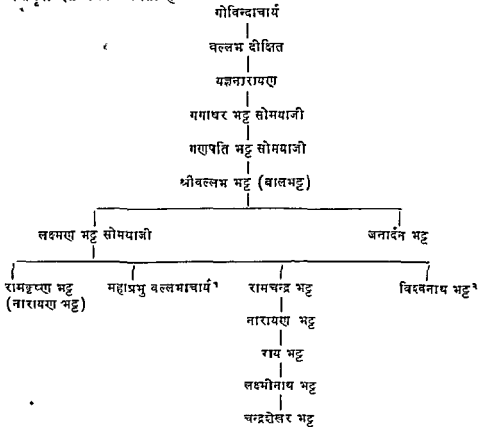 गोविन्दाचार्य
वल्लभ दीक्षित
यज्ञनारायण
गगाधर भट्ट सोमयाजी
गणपति भट्ट सोमयाजी
श्रीवल्लभ भट्ट (बालभट्ट)
लक्ष्मण भट्ट सोमयाजी जनार्दन भट्ट
रामकृष्ण भट्ट महाप्रभु वल्लभाचार्य¹ रामचन्द्र भट्ट विश्वनाथ भट्ट²
(नारायण भट्ट) नारायण भट्ट
राय भट्ट
लक्ष्मीनाथ भट्ट
चन्द्रशेखर भट्ट